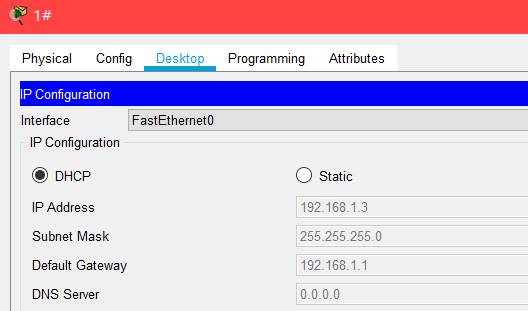 1#
Physical Config Desktop Programming Attributes
IP Configuration
Interface FastEthernet0
IP Configuration
DHCP Static
IP Address 192.168.1.3
Subnet Mask 255.255.255.0
Default Gateway 192.168.1.1
DNS Server 0.0.0.0